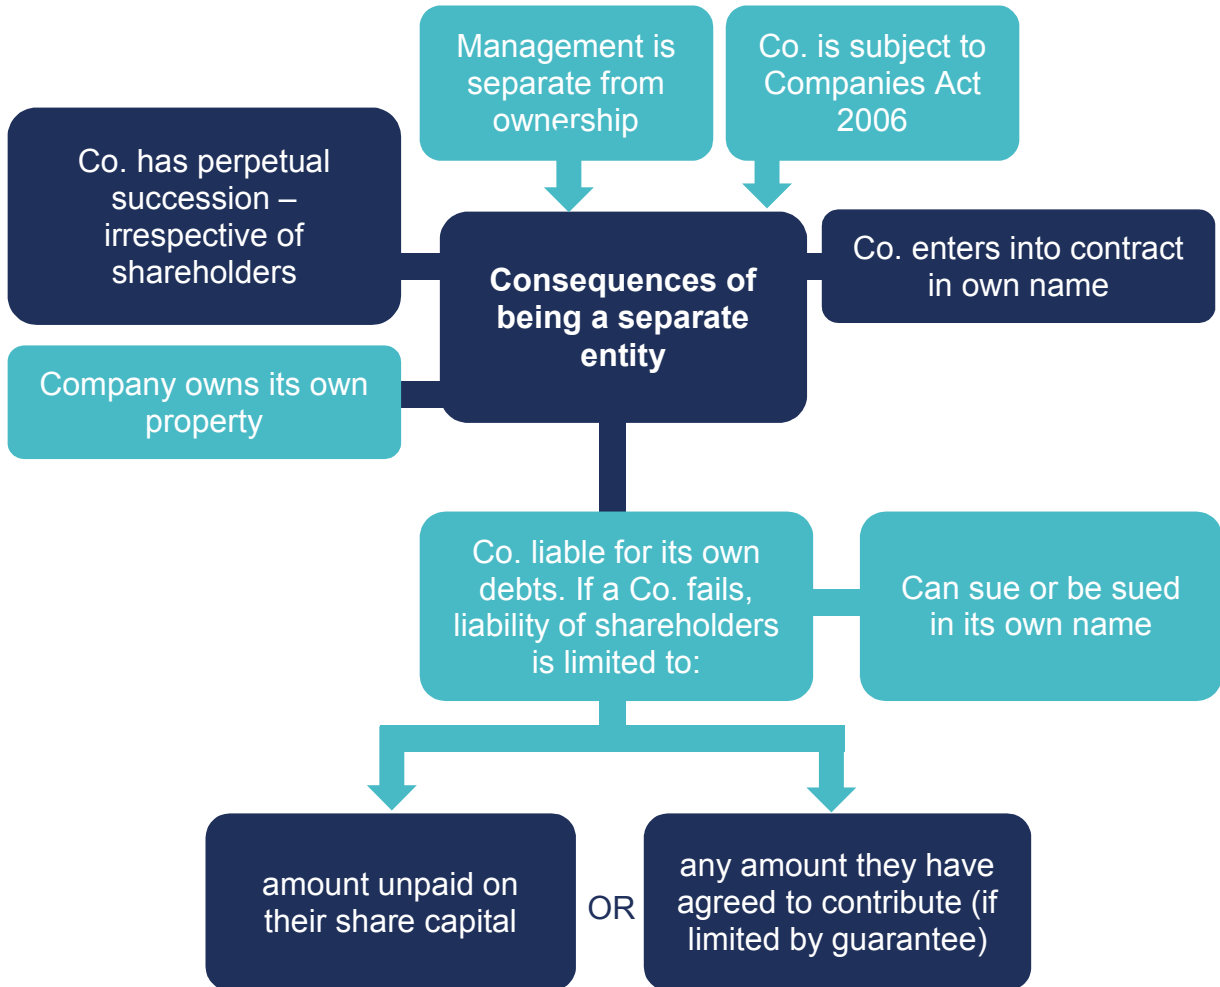 Management is
separate from
ownership
Co. is subject to
Companies Act
2006
Co. has perpetual
succession –
irrespective of
shareholders
Consequences of
being a separate
entity
Co. enters into contract
in own name
Company owns its own
property
Co. liable for its own
debts. If a Co. fails,
liability of shareholders
is limited to:
Can sue or be sued
in its own name
amount unpaid on
their share capital
OR
any amount they have
agreed to contribute (if
limited by guarantee)